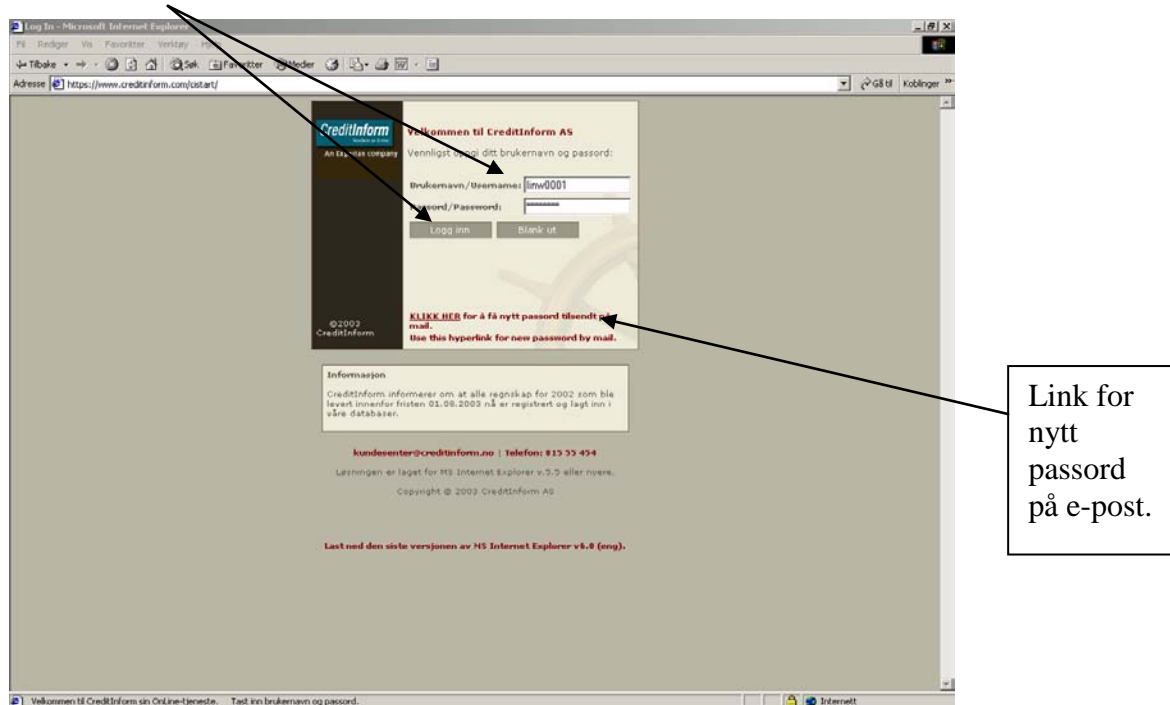 Log In - Microsoft Internet Explorer
Fil Rediger Vis Favoritter Verktøy Hjelp
Tilbake Søk Favoritter Medier
Adresse https://www.creditinform.com/cistart/ Gå til Koblinger
CreditInform
An Experian company
Velkommen til CreditInform AS
Vennligst oppgi ditt brukernavn og passord:
Brukernavn/Username: linw0001
Passord/Password: ********
Logg inn Blank ut
©2003
CreditInform
KLIKK HER for å få nytt passord tilsendt på
mail.
Use this hyperlink for new password by mail.
Link for
nytt
passord
på e-post.
Informasjon
CreditInform informerer om at alle regnskap for 2002 som ble
levert innenfor fristen 01.08.2003 nå er registrert og lagt inn i
våre databaser.
kundesenter@creditinform.no | Telefon: 815 55 454
Løsningen er laget for MS Internet Explorer v.5.5 eller nyere.
Copyright @ 2003 CreditInform AS
Last ned den siste versjonen av MS Internet Explorer v6.0 (eng).
Velkommen til CreditInform sin OnLine-tjeneste. Tast inn brukernavn og passord. Internett